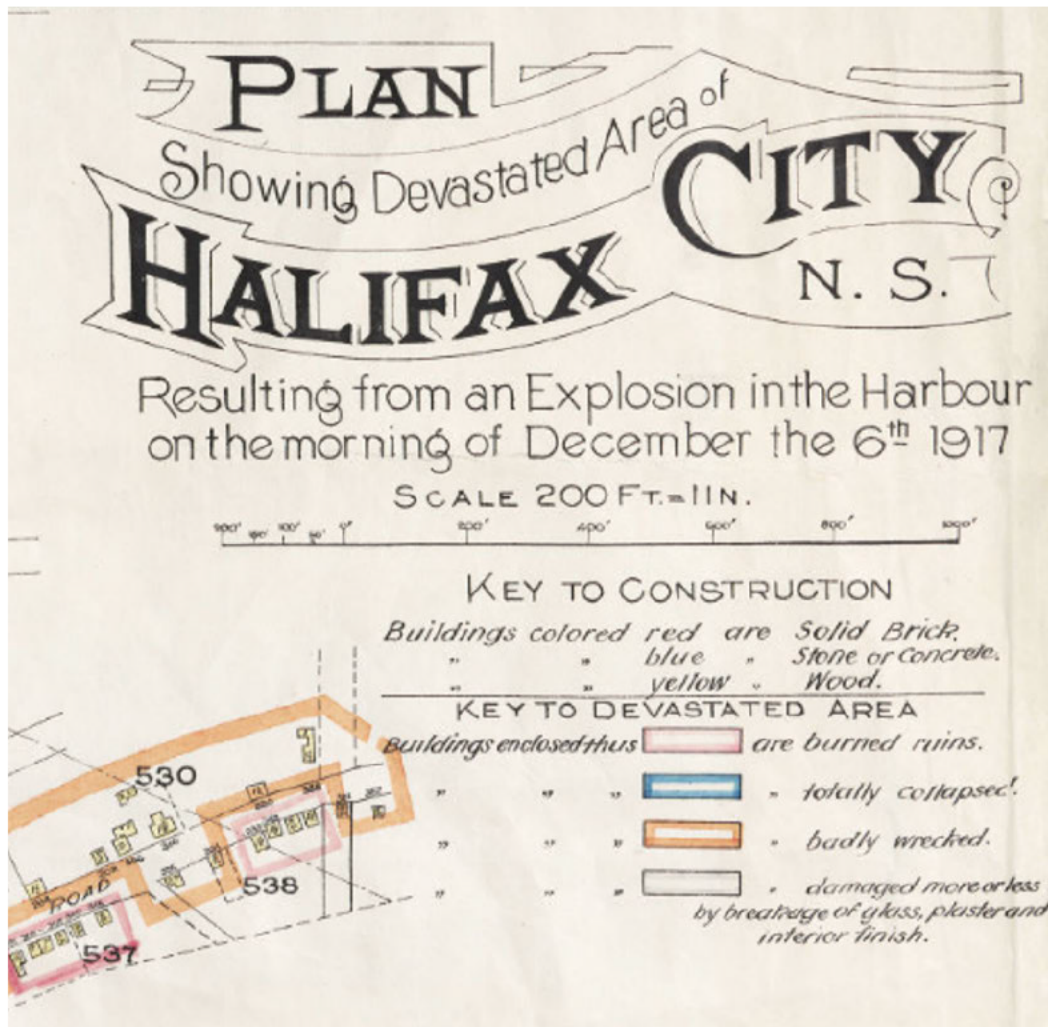 PLAN
Showing Devastated Area of
HALIFAX CITY
N. S.
Resulting from an Explosion in the Harbour
on the morning of December the 6th 1917
SCALE 200 FT. = 1 IN.
200' 100' 50' 0' 200' 400' 600' 800' 1000'
KEY TO CONSTRUCTION
Buildings colored red are Solid Brick.
" " blue " Stone or Concrete.
" " yellow " Wood.
KEY TO DEVASTATED AREA
Buildings enclosed thus are burned ruins.
" " " " totally collapsed.
" " " " badly wrecked.
" " " " damaged more or less
by breakage of glass, plaster and
interior finish.
530
538
ROAD
537